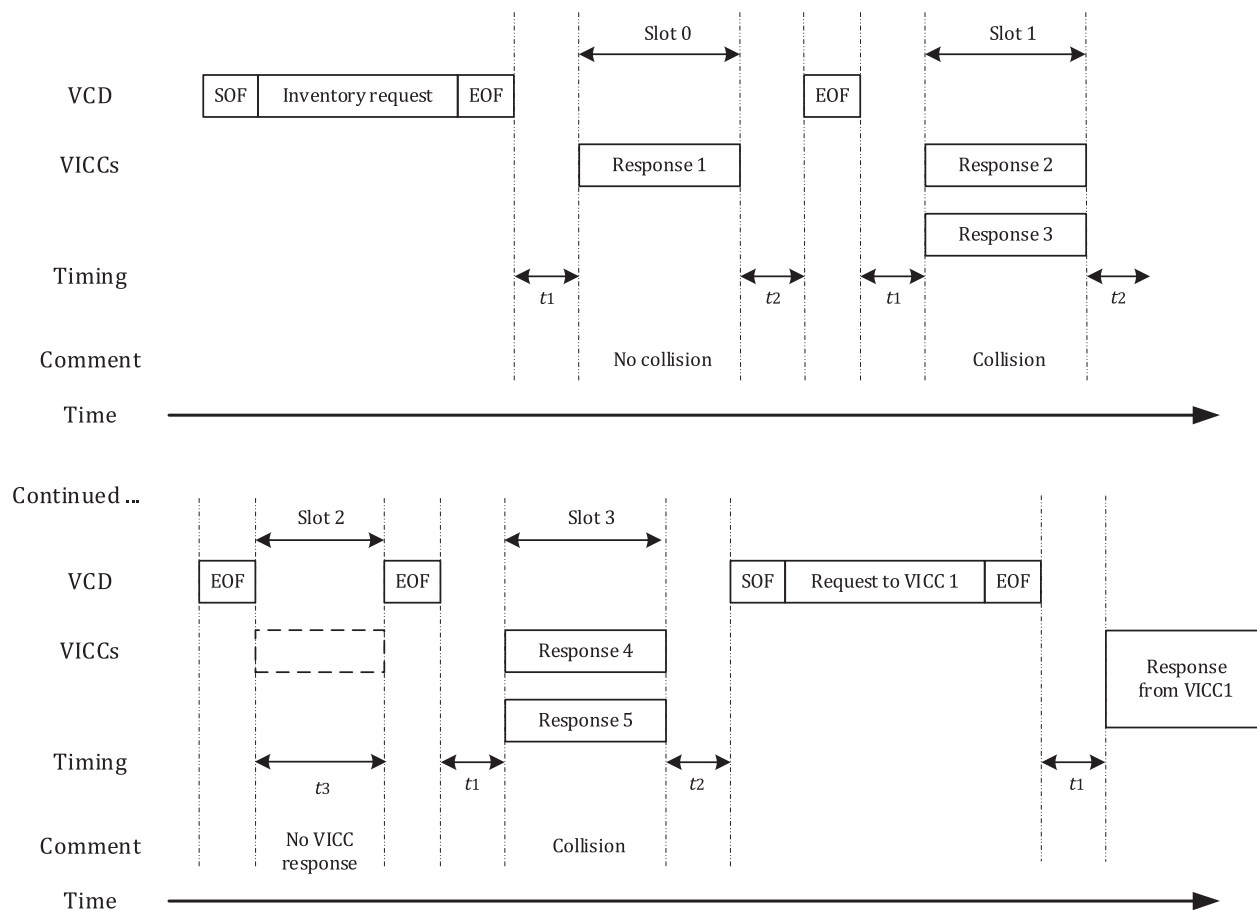 Slot 0
Slot 1
VCD
SOF
Inventory request
EOF
EOF
VICCs
Response 1
Response 2
Response 3
Timing
t1
t2
t1
t2
Comment
No collision
Collision
Time
Continued ...
Slot 2
Slot 3
VCD
EOF
EOF
SOF
Request to VICC 1
EOF
VICCs
Response 4
Response
from VICC1
Response 5
Timing
t3
t1
t2
t1
Comment
No VICC
response
Collision
Time